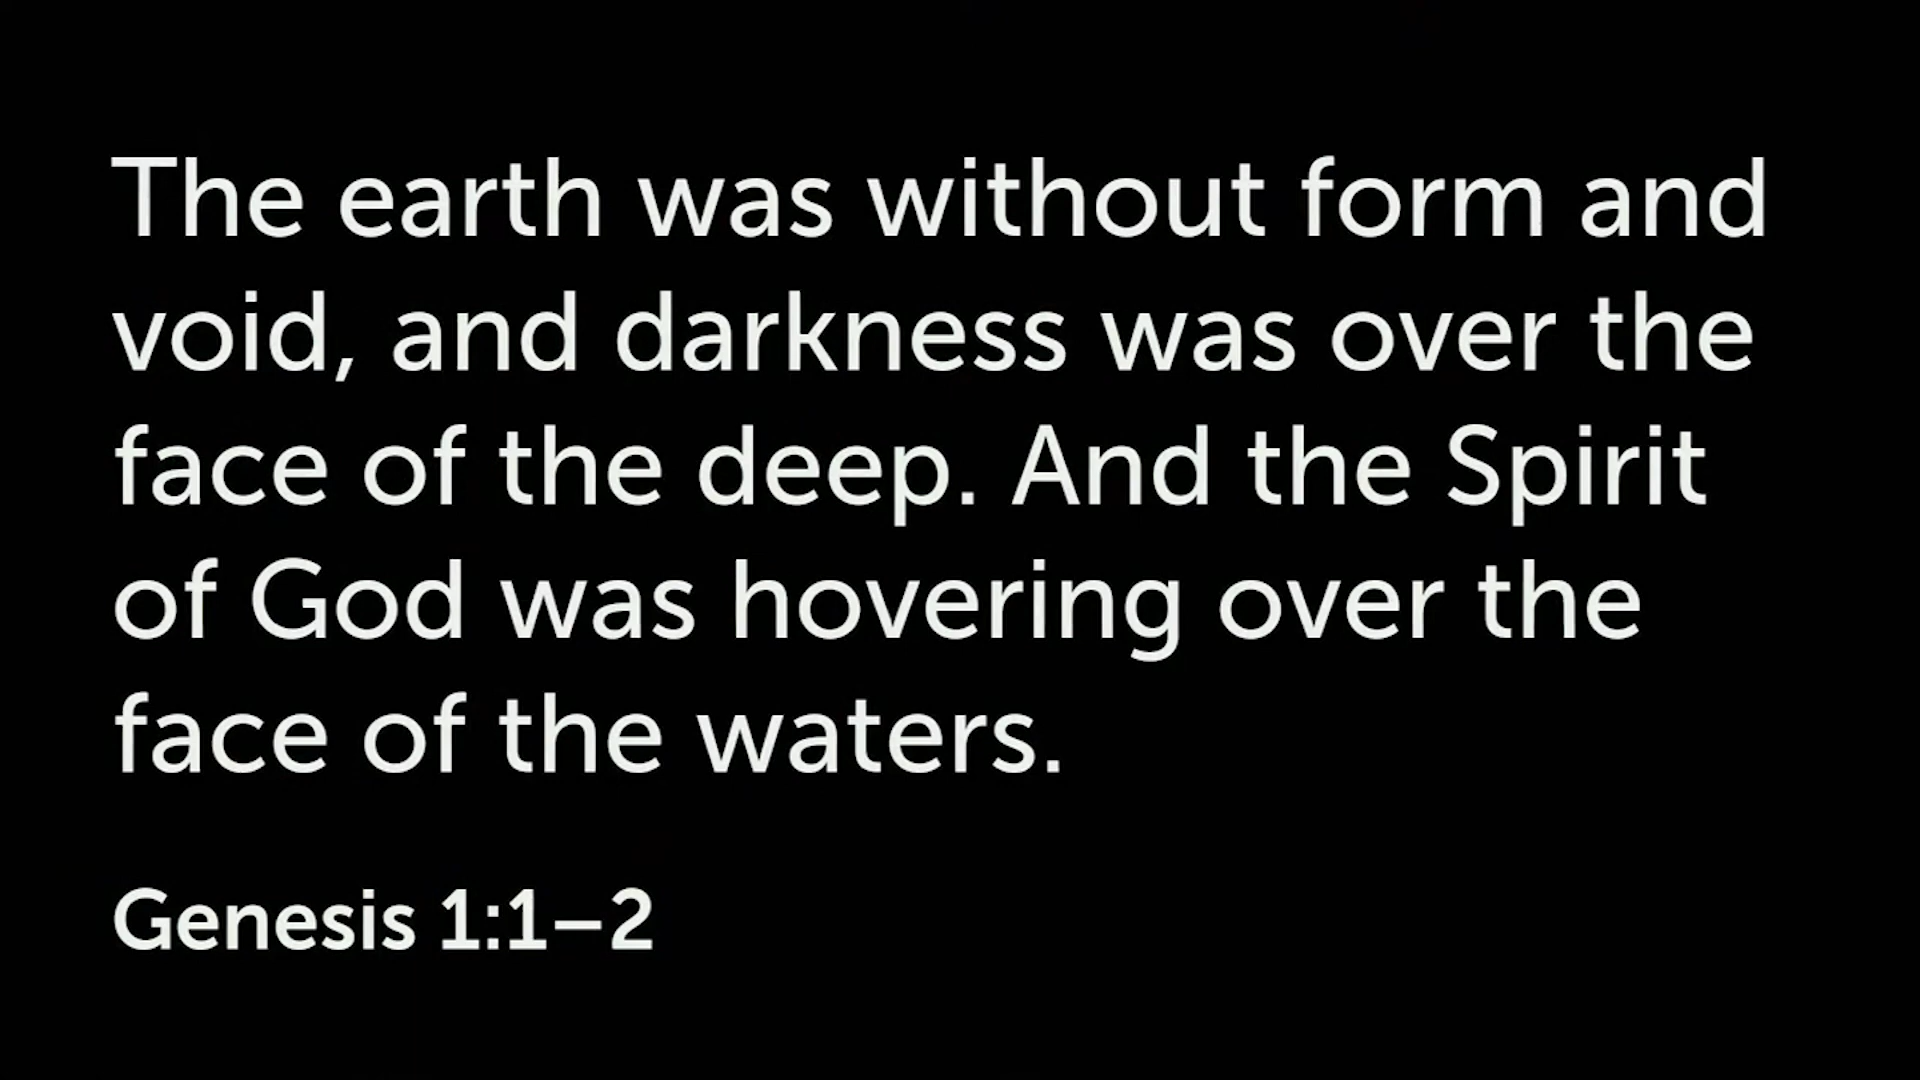 The earth was without form and
void, and darkness was over the
face of the deep. And the Spirit
of God was hovering over the
face of the waters.
Genesis 1:1–2